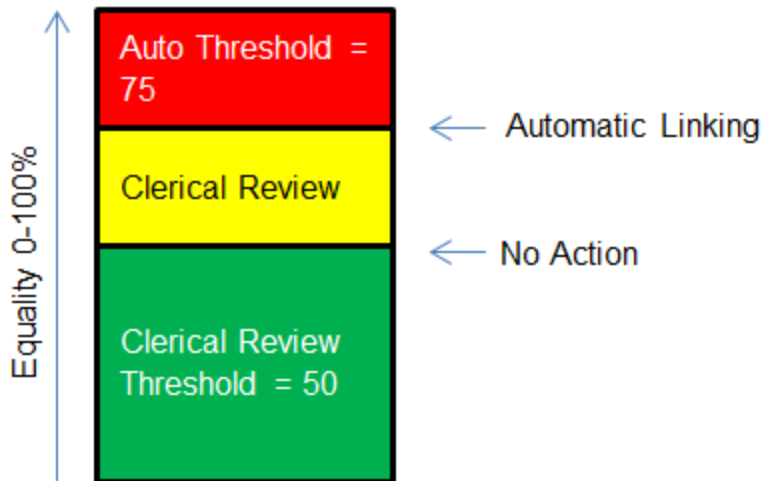 Auto Threshold =
75
Automatic Linking
Clerical Review
No Action
Clerical Review
Threshold = 50
Equality 0-100%